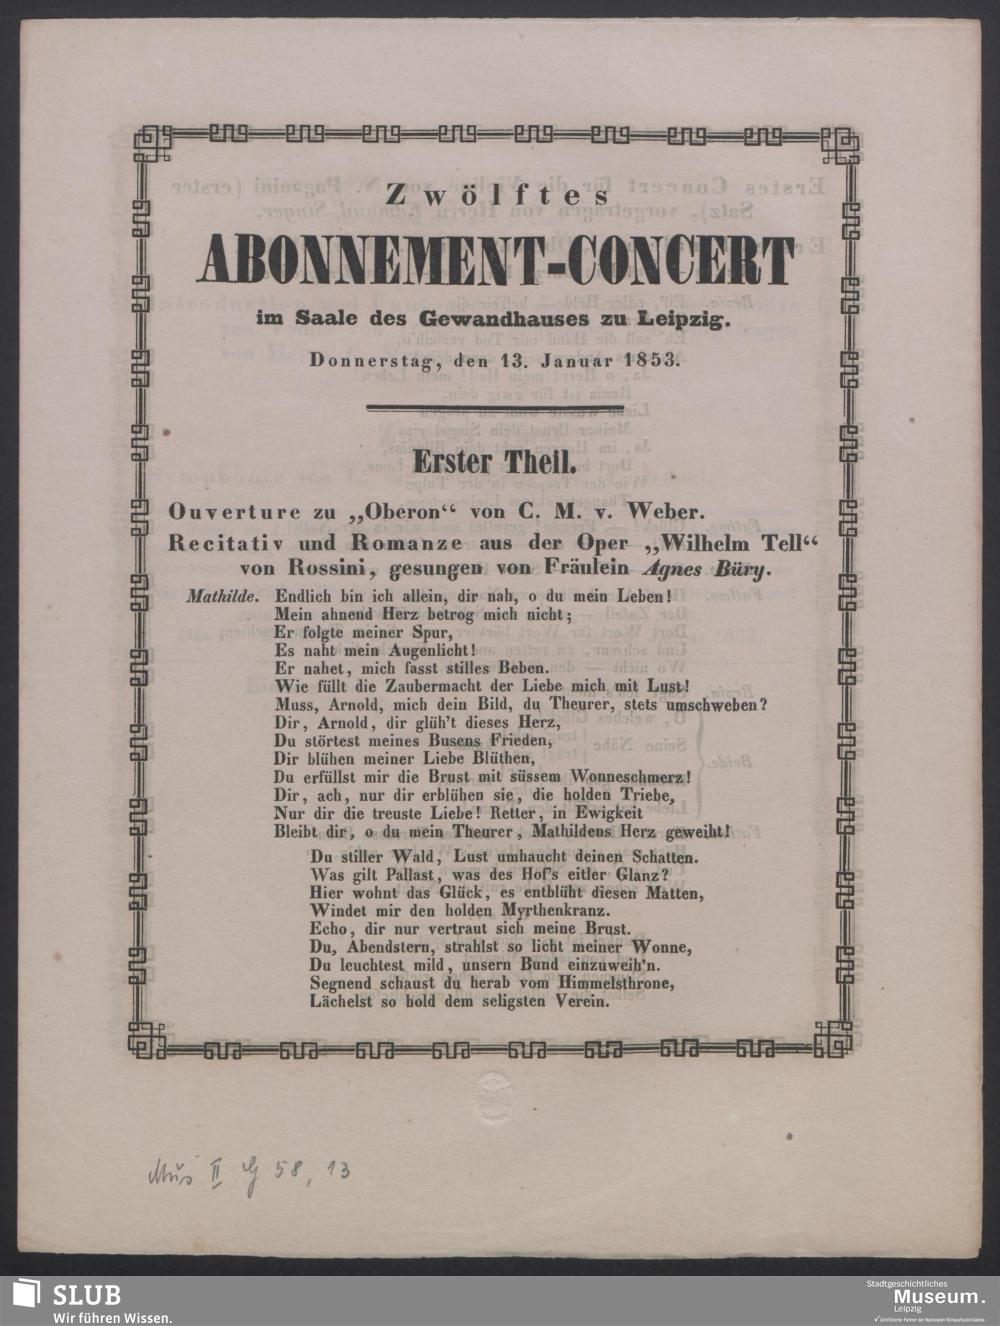 Zwölftes
ABONNEMENT-CONCERT
im Saale des Gewandhauses zu Leipzig.
Donnerstag, den 13. Januar 1853.
Erster Theil.
Ouverture zu „Oberon“ von C. M. v. Weber.
Recitativ und Romanze aus der Oper „Wilhelm Tell“
von Rossini, gesungen von Fräulein Agnes Büry.
Mathilde. Endlich bin ich allein, dir nah, o du mein Leben!
Mein ahnend Herz betrog mich nicht;
Er folgte meiner Spur,
Es naht mein Augenlicht!
Er nahet, mich fasst stilles Beben.
Wie füllt die Zaubermacht der Liebe mich mit Lust!
Muss, Arnold, mich dein Bild, du Theurer, stets umschweben?
Dir, Arnold, dir glüh't dieses Herz,
Du störtest meines Busens Frieden,
Dir blühen meiner Liebe Blüthen,
Du erfüllst mir die Brust mit süssem Wonneschmerz!
Dir, ach, nur dir erblühen sie, die holden Triebe,
Nur dir die treuste Liebe! Retter, in Ewigkeit
Bleibt dir, o du mein Theurer, Mathildens Herz geweiht!
Du stiller Wald, Lust umhaucht deinen Schatten.
Was gilt Pallast, was des Hof's eitler Glanz?
Hier wohnt das Glück, es entblüht diesen Matten,
Windet mir den holden Myrthenkranz.
Echo, dir nur vertraut sich meine Brust.
Du, Abendstern, strahlst so licht meiner Wonne,
Du leuchtest mild, unsern Bund einzuweih'n.
Segnend schaust du herab vom Himmelsthrone,
Lächelst so hold dem seligsten Verein.
Mus II G 58, 13
SLUB
Wir führen Wissen.
Stadtgeschichtliches
Museum.
Leipzig
Zertifizierter Partner der Nationalen Klimaschutzinitiative